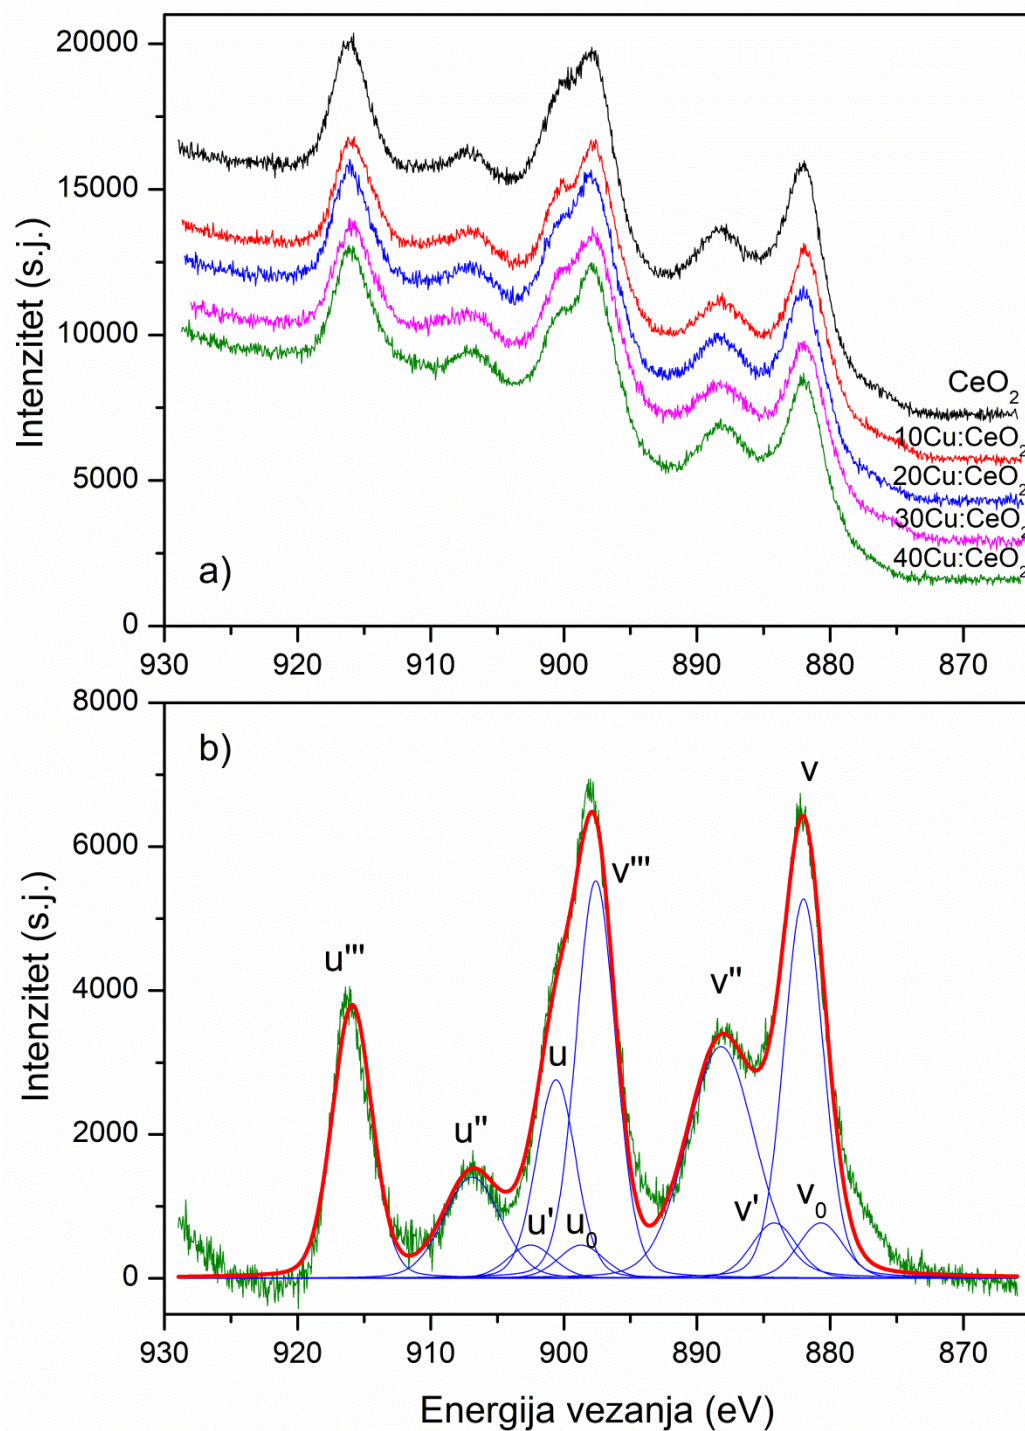 20000
15000
10000
5000
0
Intenzitet (s.j.)
CeO2
10Cu:CeO2
20Cu:CeO2
30Cu:CeO2
40Cu:CeO2
a)
930 920 910 900 890 880 870
8000
6000
4000
2000
0
Intenzitet (s.j.)
b)
v
v'''
u'''
v''
u
u''
u' u0 v' v0
930 920 910 900 890 880 870
Energija vezanja (eV)